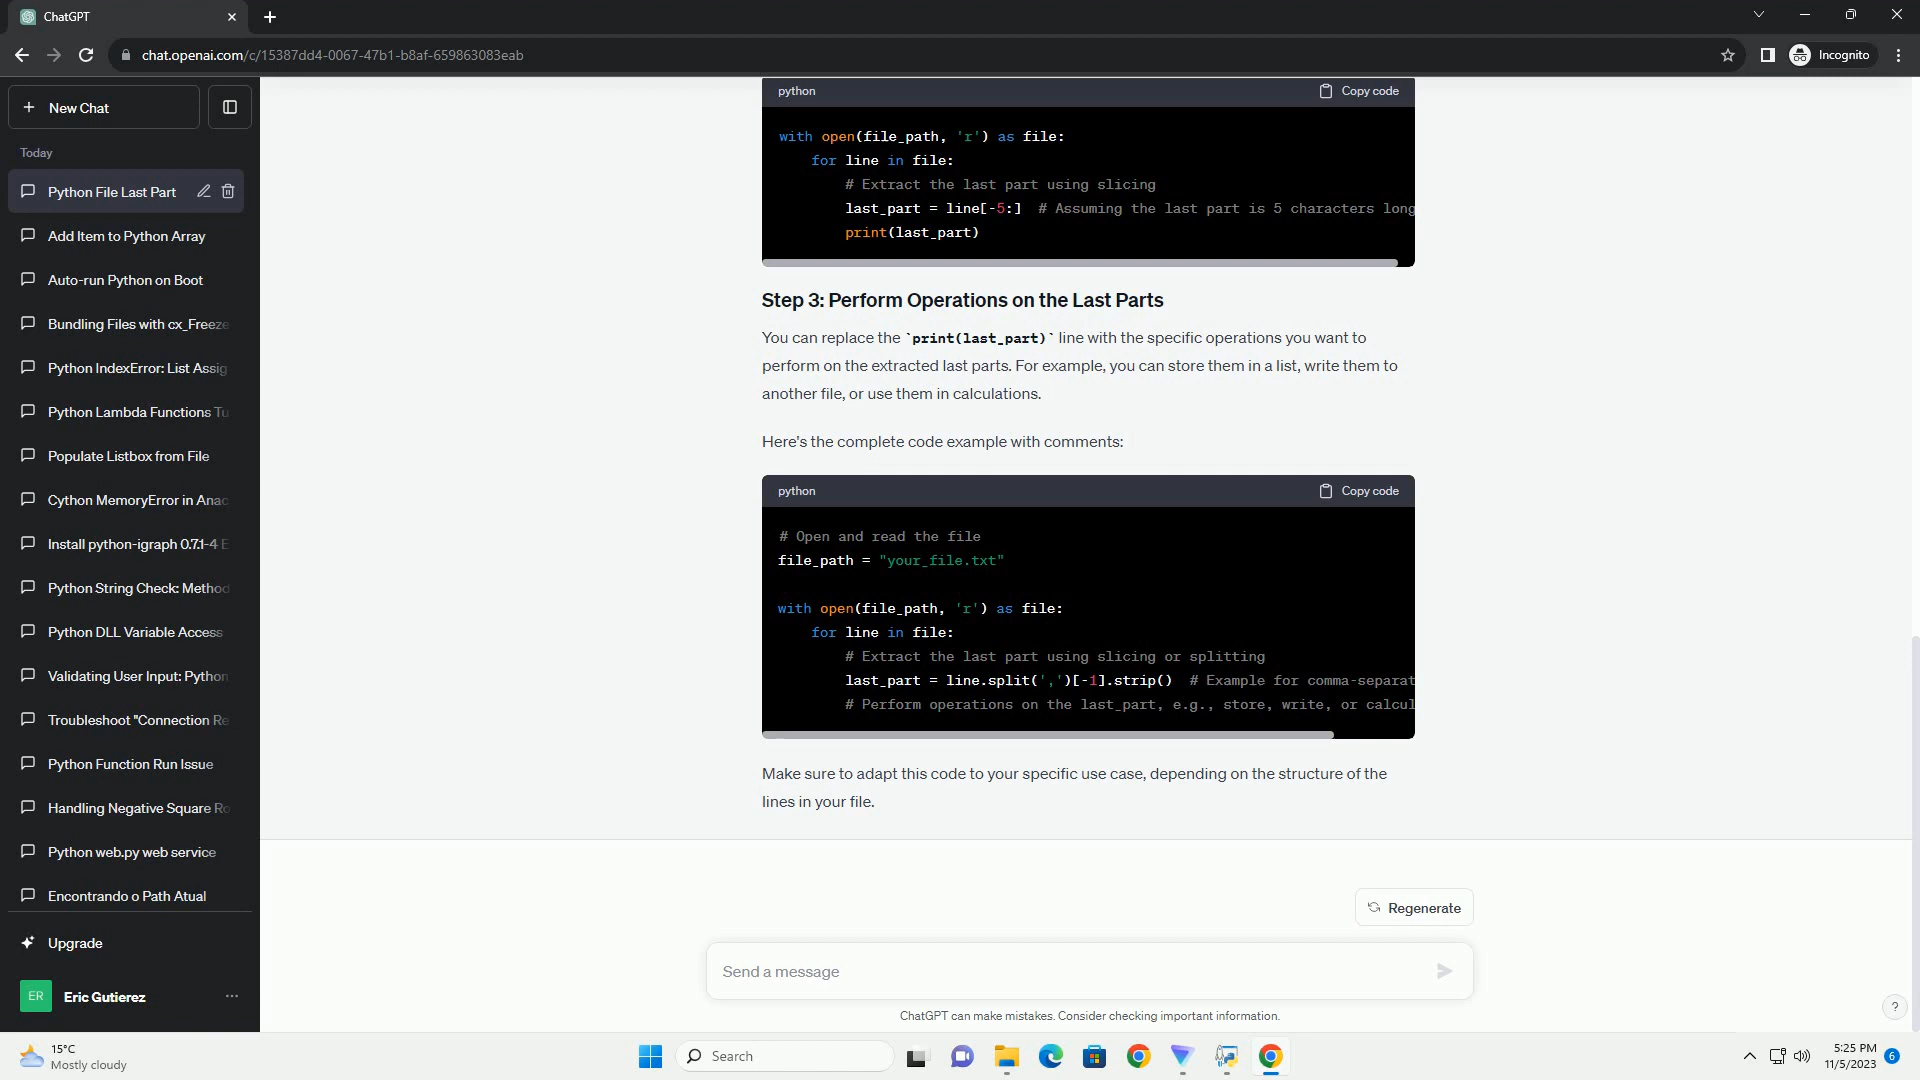 ChatGPT
chat.openai.com/c/15387dd4-0067-47b1-b8af-659863083eab
Incognito
New Chat
Today
Python File Last Part
Add Item to Python Array
Auto-run Python on Boot
Bundling Files with cx_Freeze
Python IndexError: List Assig
Python Lambda Functions Tu
Populate Listbox from File
Cython MemoryError in Anac
Install python-igraph 0.7.1-4 E
Python String Check: Method
Python DLL Variable Access
Validating User Input: Python
Troubleshoot "Connection Re
Python Function Run Issue
Handling Negative Square Ro
Python web.py web service
Encontrando o Path Atual
Upgrade
ER
Eric Gutierez
python
Copy code
with open(file_path, 'r') as file:
    for line in file:
        # Extract the last part using slicing
        last_part = line[-5:]  # Assuming the last part is 5 characters long
        print(last_part)
Step 3: Perform Operations on the Last Parts
You can replace the `print(last_part)` line with the specific operations you want to
perform on the extracted last parts. For example, you can store them in a list, write them to
another file, or use them in calculations.
Here's the complete code example with comments:
python
Copy code
# Open and read the file
file_path = "your_file.txt"
with open(file_path, 'r') as file:
    for line in file:
        # Extract the last part using slicing or splitting
        last_part = line.split(',')[-1].strip()  # Example for comma-separat
        # Perform operations on the last_part, e.g., store, write, or calcul
Make sure to adapt this code to your specific use case, depending on the structure of the
lines in your file.
Regenerate
Send a message
ChatGPT can make mistakes. Consider checking important information.
?
15°C
Mostly cloudy
Search
5:25 PM
11/5/2023
6